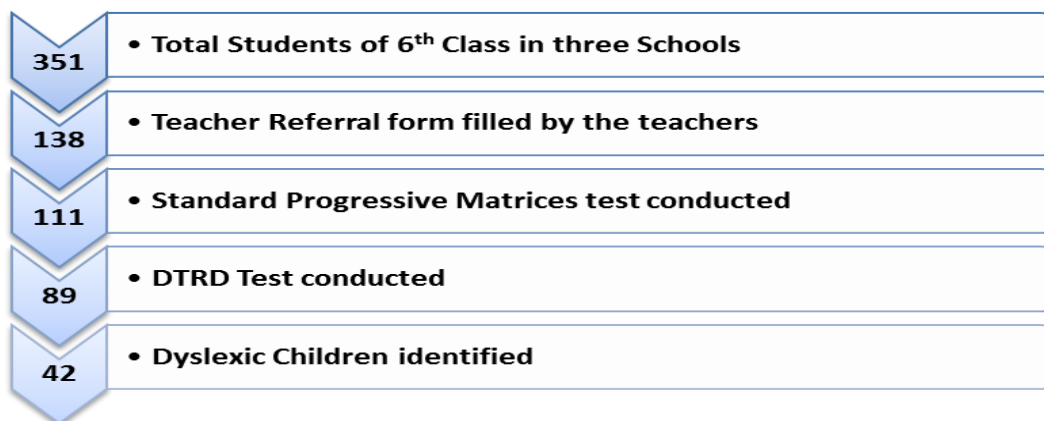 351 • Total Students of 6th Class in three Schools
138 • Teacher Referral form filled by the teachers
111 • Standard Progressive Matrices test conducted
89 • DTRD Test conducted
42 • Dyslexic Children identified